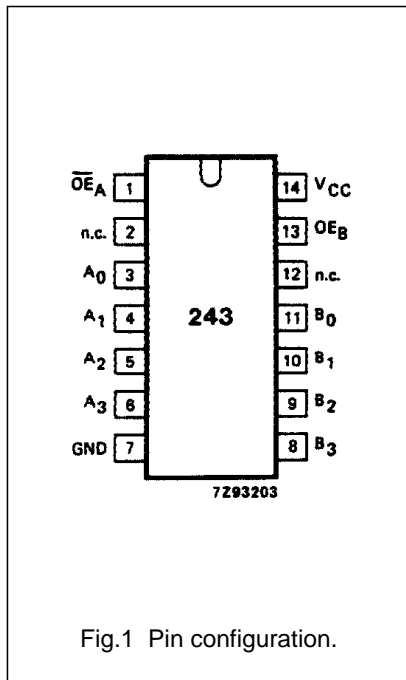 O̅E̅A 1 14 VCC
n.c. 2 13 OEB
A0 3 12 n.c.
A1 4 243 11 B0
A2 5 10 B1
A3 6 9 B2
GND 7 8 B3
7Z93203
Fig.1 Pin configuration.